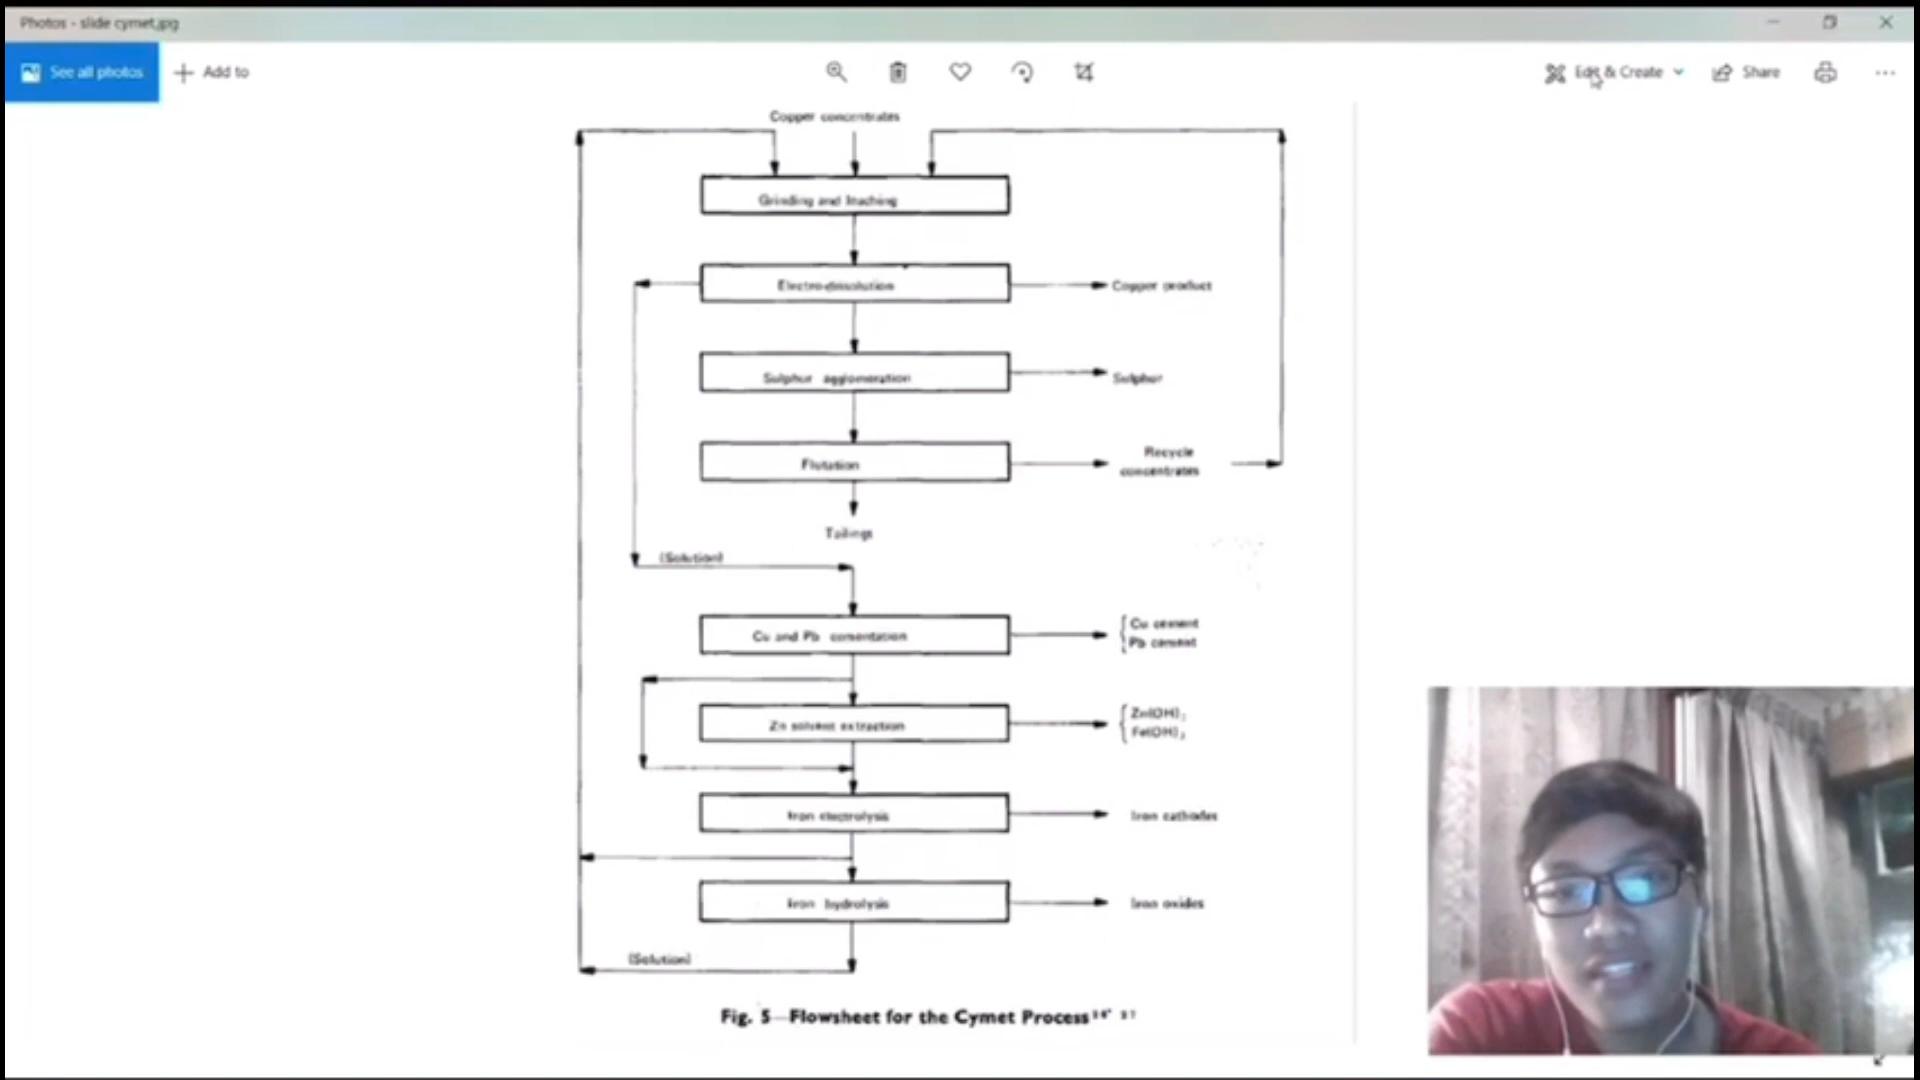 Photos - slide cymet.jpg
See all photos
Add to
Edit & Create
Share
Copper concentrates
Grinding and leaching
Electro-dissolution
Copper product
Sulphur agglomeration
Sulphur
Flotation
Recycle
concentrates
Tailings
(Solution)
Cu and Pb cementation
Cu cement
Pb cement
Zn solvent extraction
Zn(OH)
Fe(OH)
Iron electrolysis
Iron cathodes
Iron hydrolysis
Iron oxides
(Solution)
Fig. 5—Flowsheet for the Cymet Process